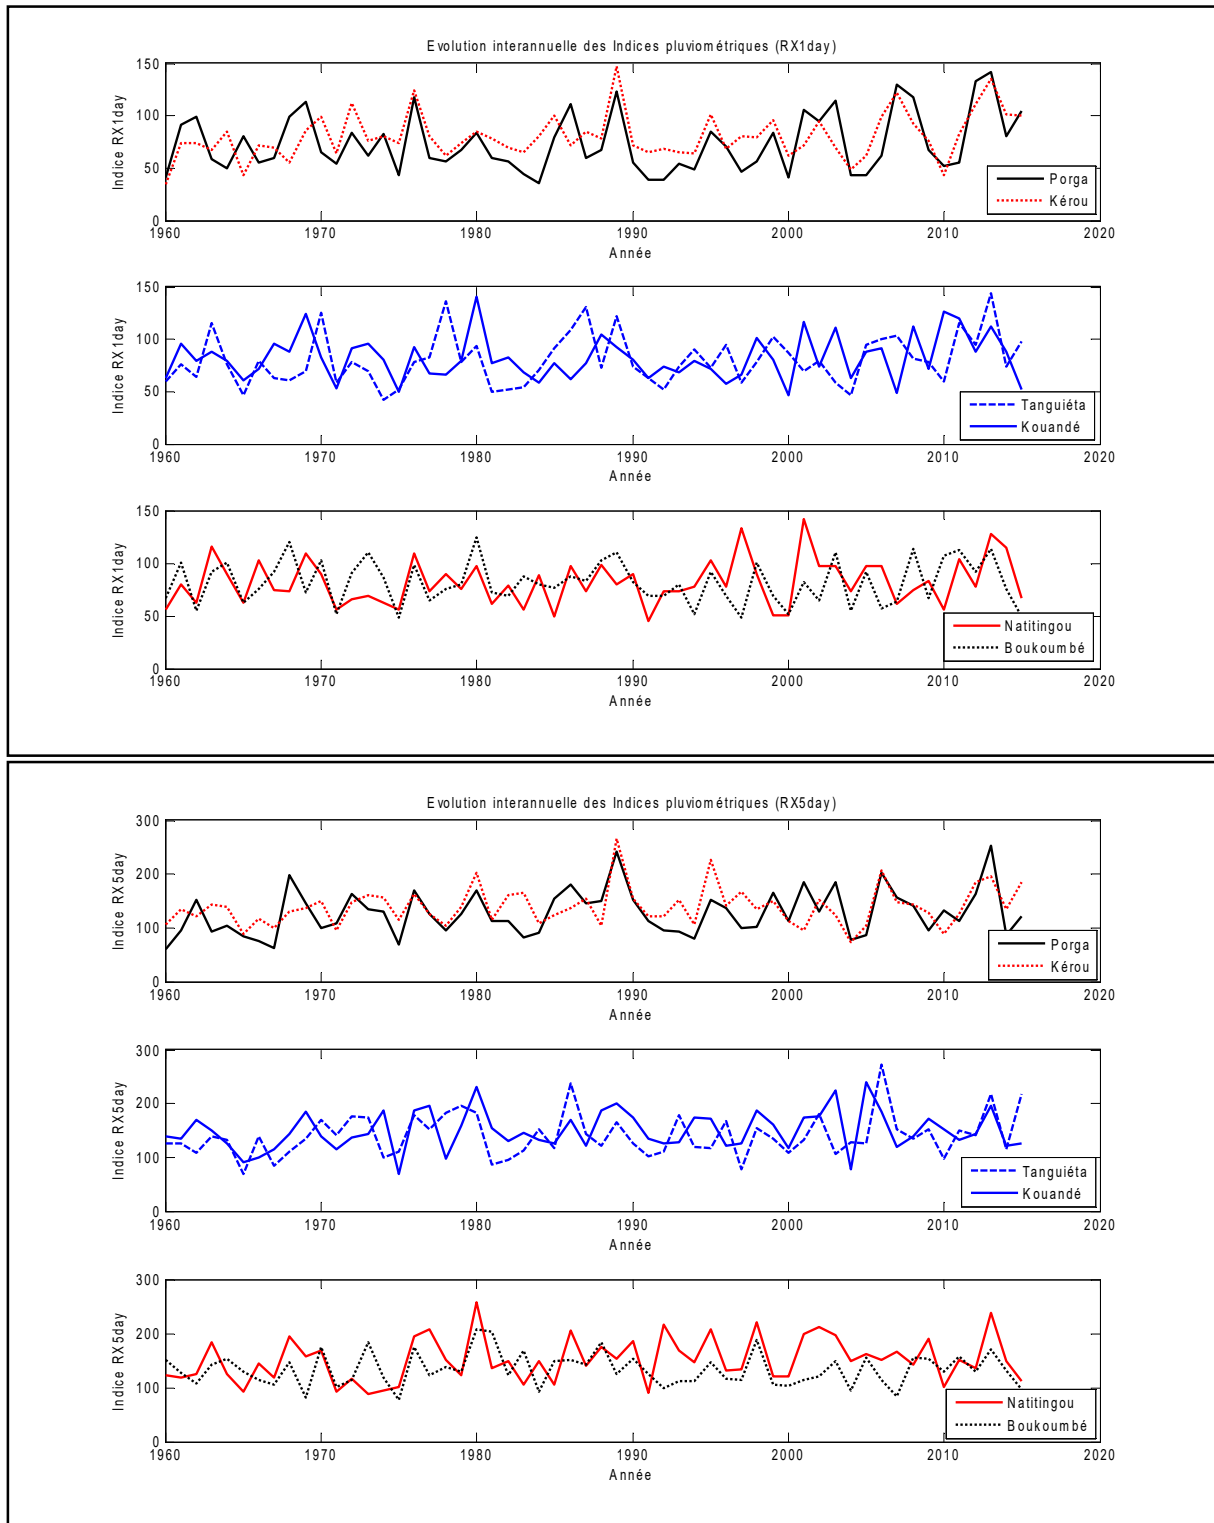 Evolution interannuelle des Indices pluviométriques (RX1day)
Indice RX1day
150
100
50
0
1960 1970 1980 1990 2000 2010 2020
Année
Porga
Kérou
Indice RX1day
150
100
50
0
1960 1970 1980 1990 2000 2010 2020
Année
Tanguiéta
Kouandé
Indice RX1day
150
100
50
0
1960 1970 1980 1990 2000 2010 2020
Année
Natitingou
Boukoumbé
Evolution interannuelle des Indices pluviométriques (RX5day)
Indice RX5day
300
200
100
0
1960 1970 1980 1990 2000 2010 2020
Année
Porga
Kérou
Indice RX5day
300
200
100
0
1960 1970 1980 1990 2000 2010 2020
Année
Tanguiéta
Kouandé
Indice RX5day
300
200
100
0
1960 1970 1980 1990 2000 2010 2020
Année
Natitingou
Boukoumbé